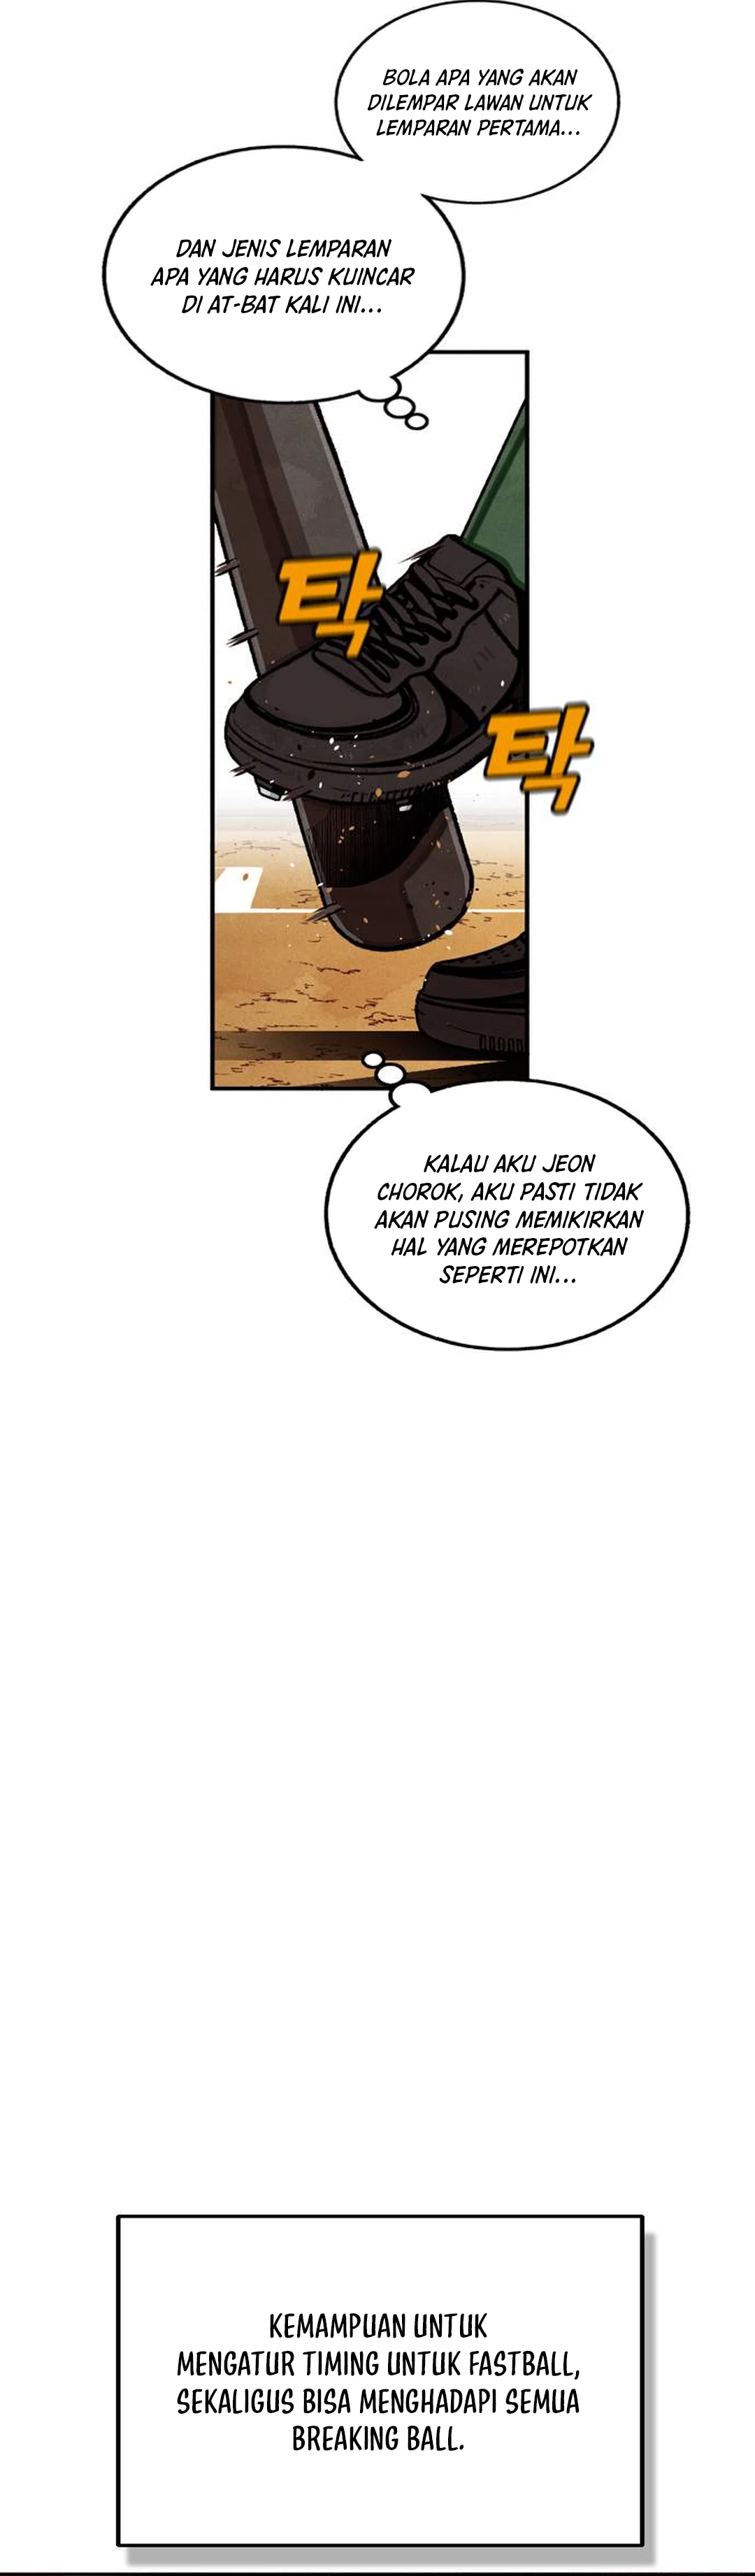 BOLA APA YANG AKAN
DILEMPAR LAWAN UNTUK
LEMPARAN PERTAMA...
DAN JENIS LEMPARAN
APA YANG HARUS KUINCAR
DI AT-BAT KALI INI...
탁
탁
KALAU AKU JEON
CHOROK, AKU PASTI TIDAK
AKAN PUSING MEMIKIRKAN
HAL YANG MEREPOTKAN
SEPERTI INI...
KEMAMPUAN UNTUK
MENGATUR TIMING UNTUK FASTBALL,
SEKALIGUS BISA MENGHADAPI SEMUA
BREAKING BALL.